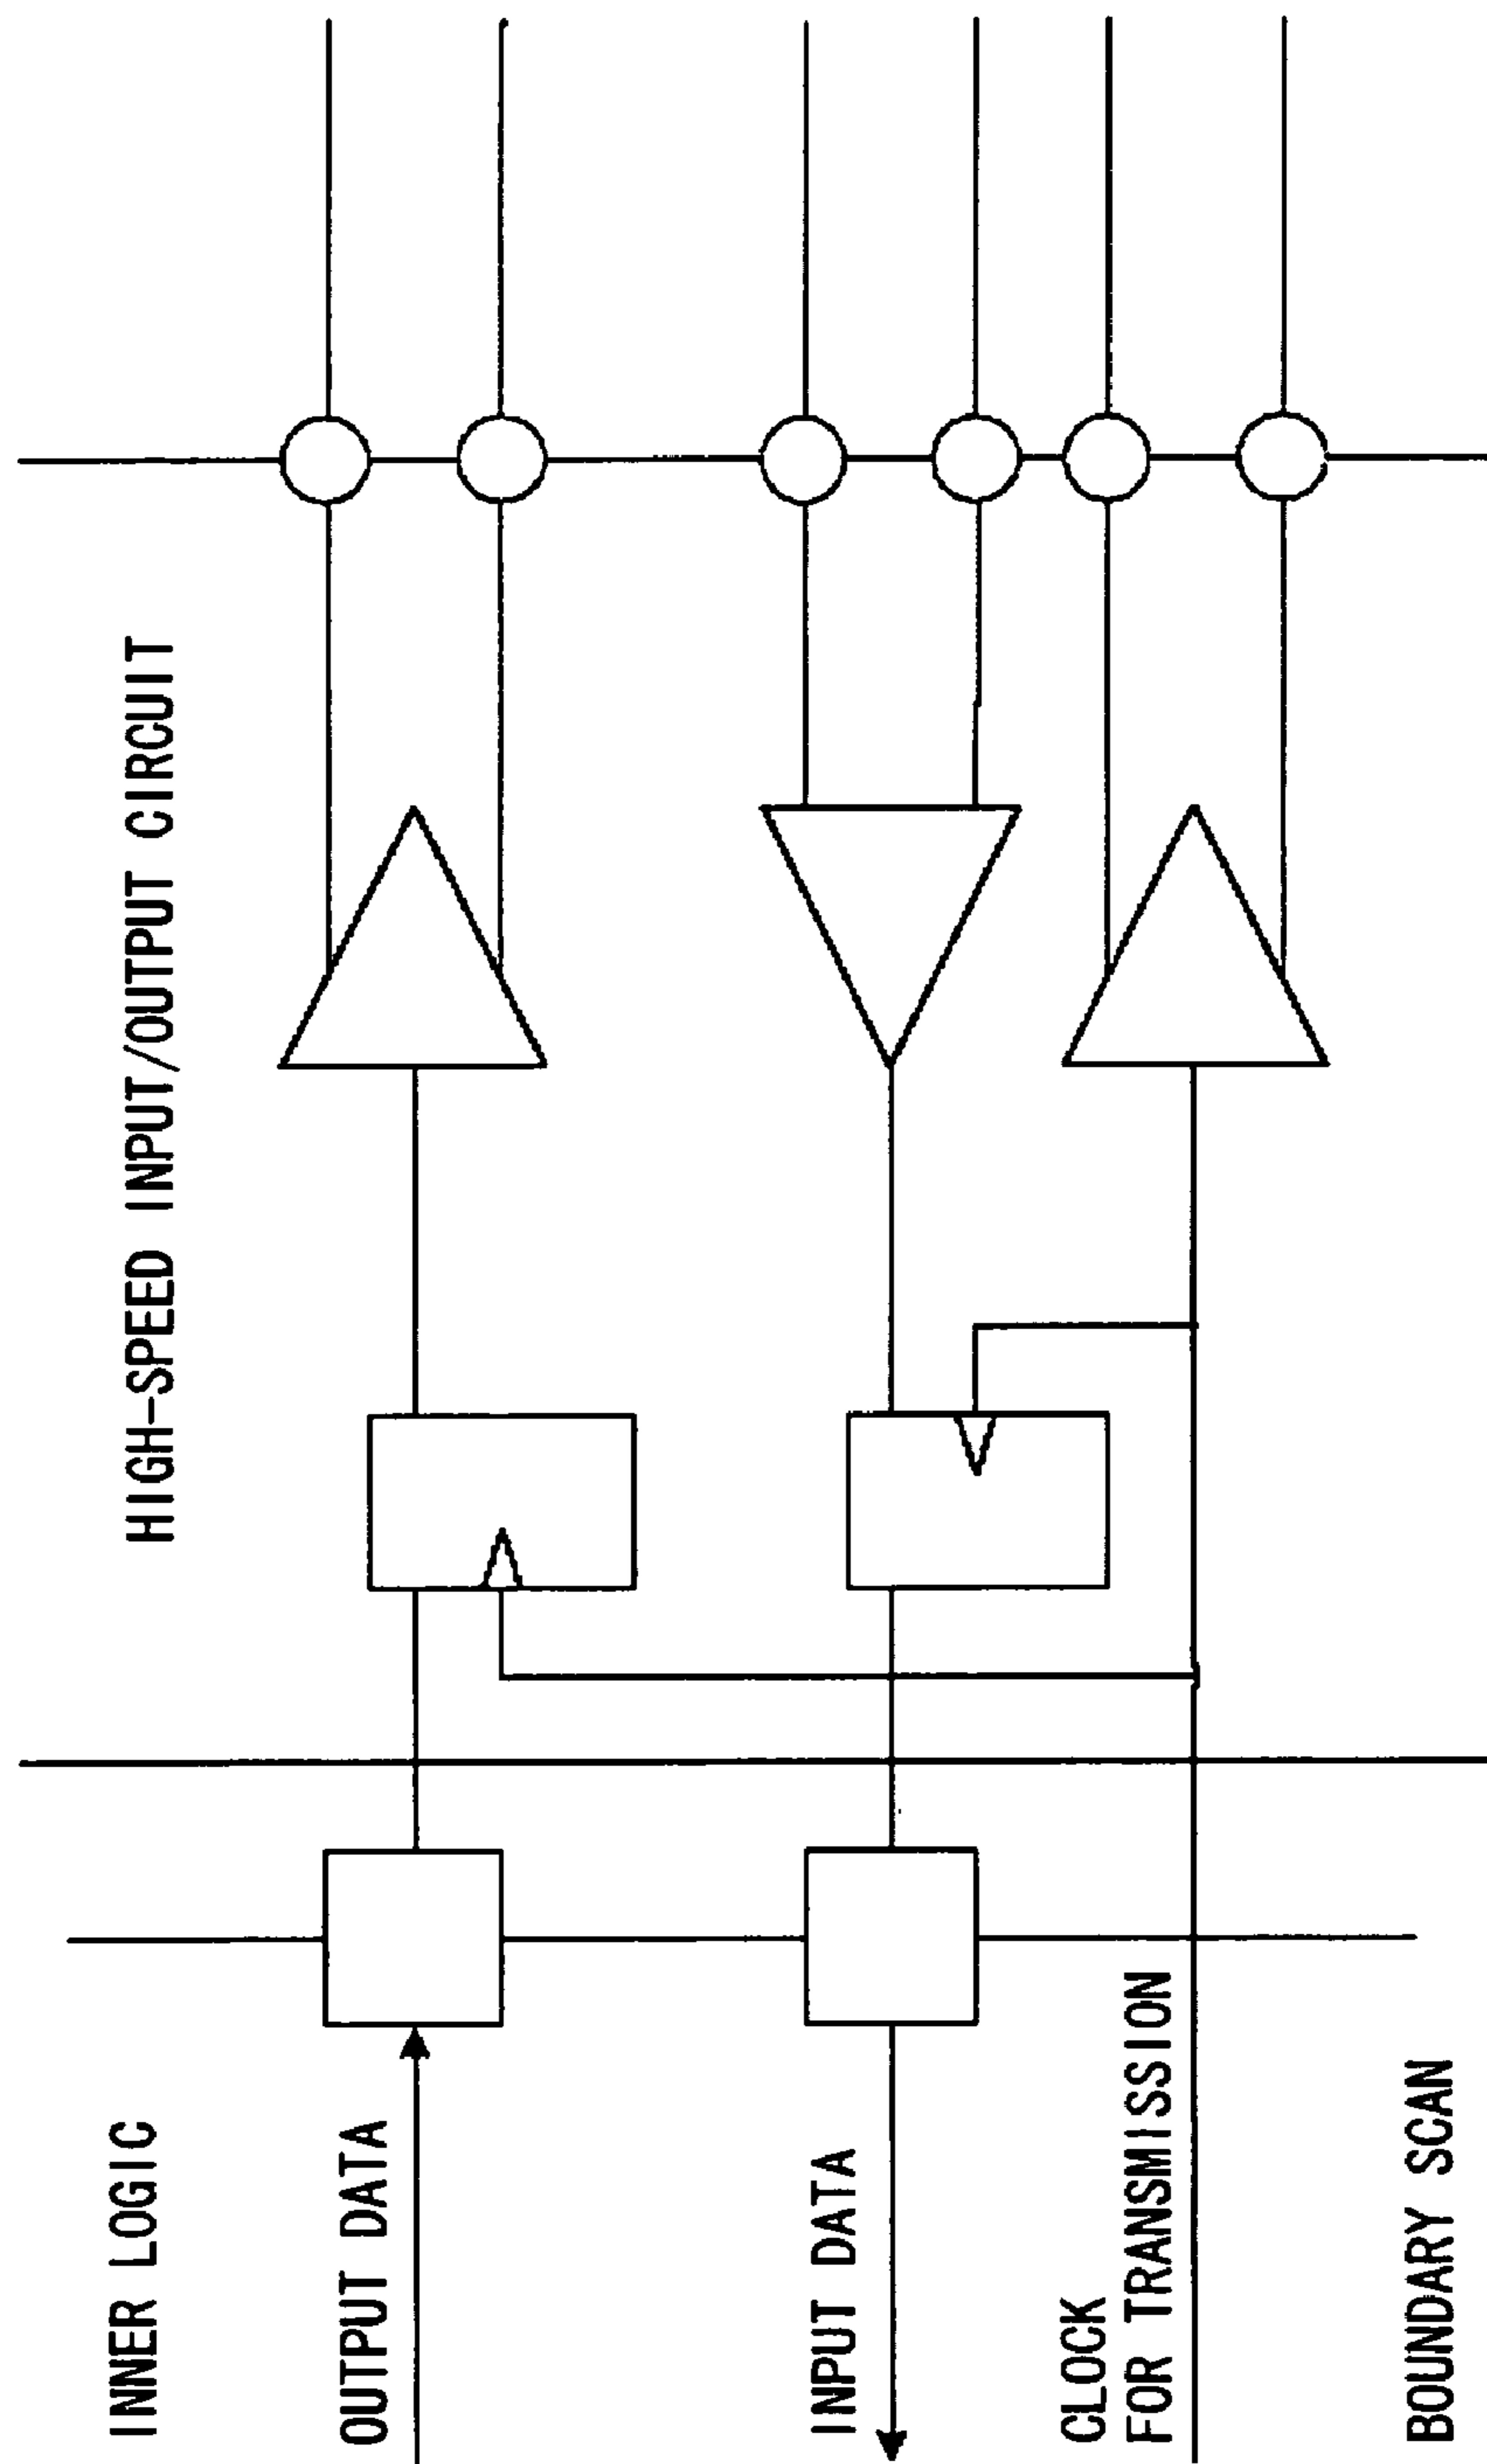 INNER LOGIC
HIGH-SPEED INPUT/OUTPUT CIRCUIT
OUTPUT DATA
INPUT DATA
CLOCK
FOR TRANSMISSION
BOUNDARY SCAN